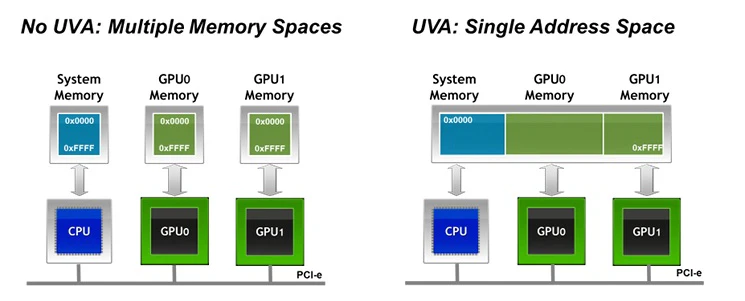 No UVA: Multiple Memory Spaces
System
Memory
GPU0
Memory
GPU1
Memory
0x0000
0xFFFF
0x0000
0xFFFF
0x0000
0xFFFF
CPU
GPU0
GPU1
PCI-e
UVA: Single Address Space
System
Memory
GPU0
Memory
GPU1
Memory
0x0000
0xFFFF
CPU
GPU0
GPU1
PCI-e